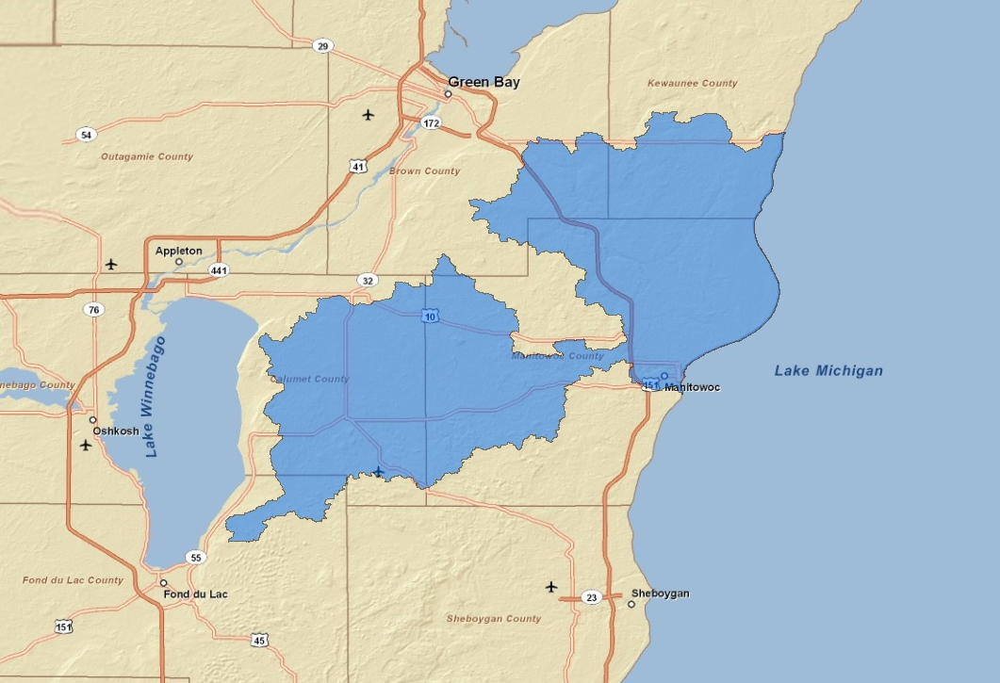 29
Green Bay
Kewaunee County
172
54
Outagamie County
41
Brown County
Appleton
441
32
76
10
Manitowoc County
Calumet County
Lake Michigan
151
Manitowoc
nebago County
Lake Winnebago
Oshkosh
55
Fond du Lac County
Fond du Lac
23
Sheboygan
Sheboygan County
151
45